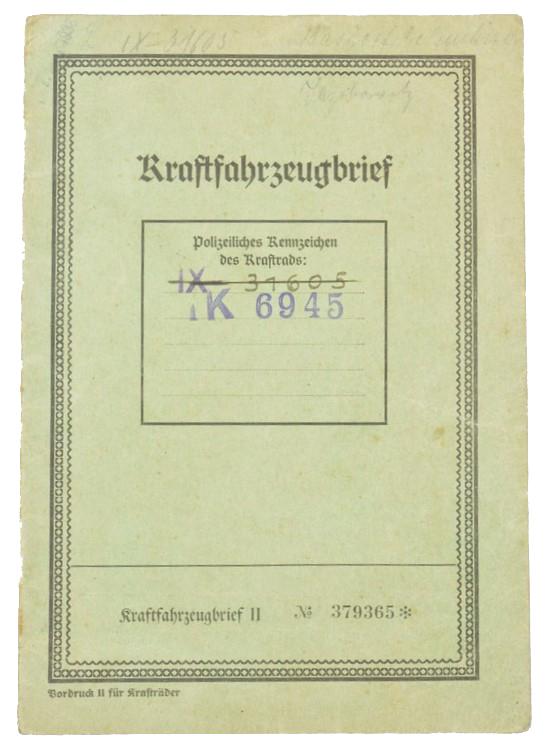 IX-31605
Kraftfahrzeugbrief
Polizeiliches Kennzeichen
des Kraftrads:
IX- 31605
IK 6945
Kraftfahrzeugbrief II № 379365*
Vordruck II für Krafträder